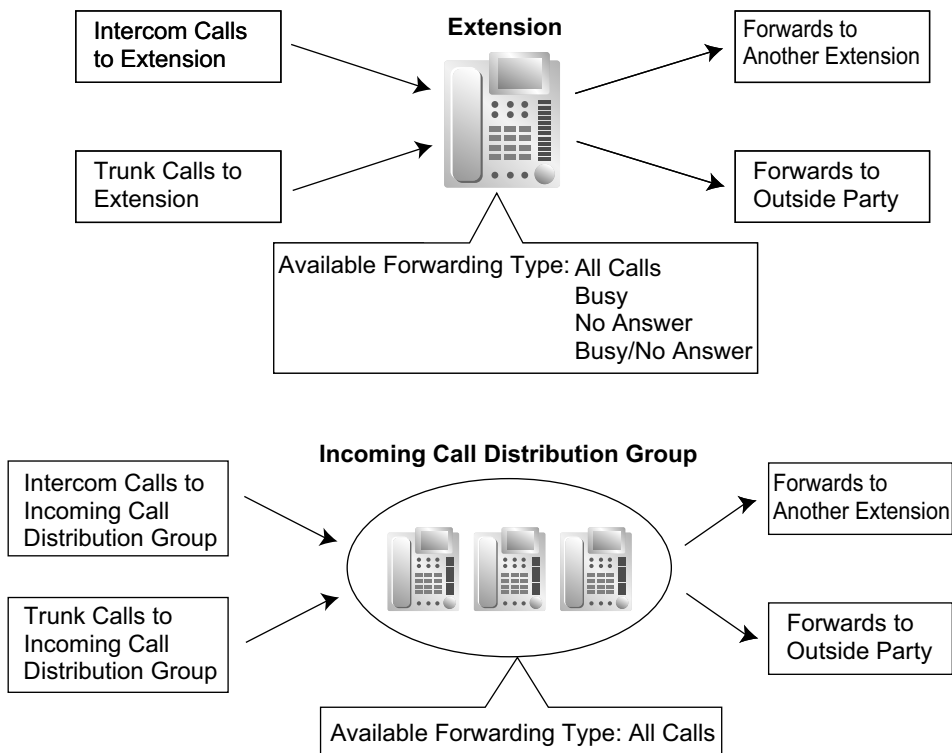 Intercom Calls
to Extension
Extension
Forwards to
Another Extension
Trunk Calls to
Extension
Forwards to
Outside Party
Available Forwarding Type: All Calls
Busy
No Answer
Busy/No Answer
Incoming Call Distribution Group
Intercom Calls to
Incoming Call
Distribution Group
Forwards to
Another Extension
Trunk Calls to
Incoming Call
Distribution Group
Forwards to
Outside Party
Available Forwarding Type: All Calls